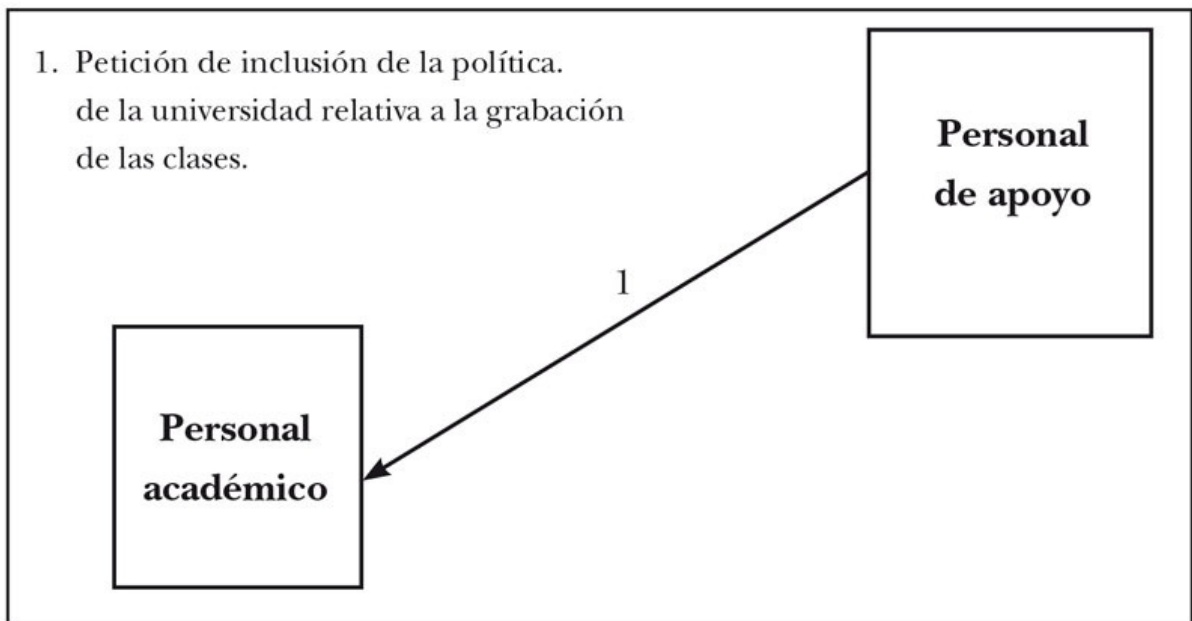 1. Petición de inclusión de la política.
de la universidad relativa a la grabación
de las clases.
Personal
de apoyo
1
Personal
académico